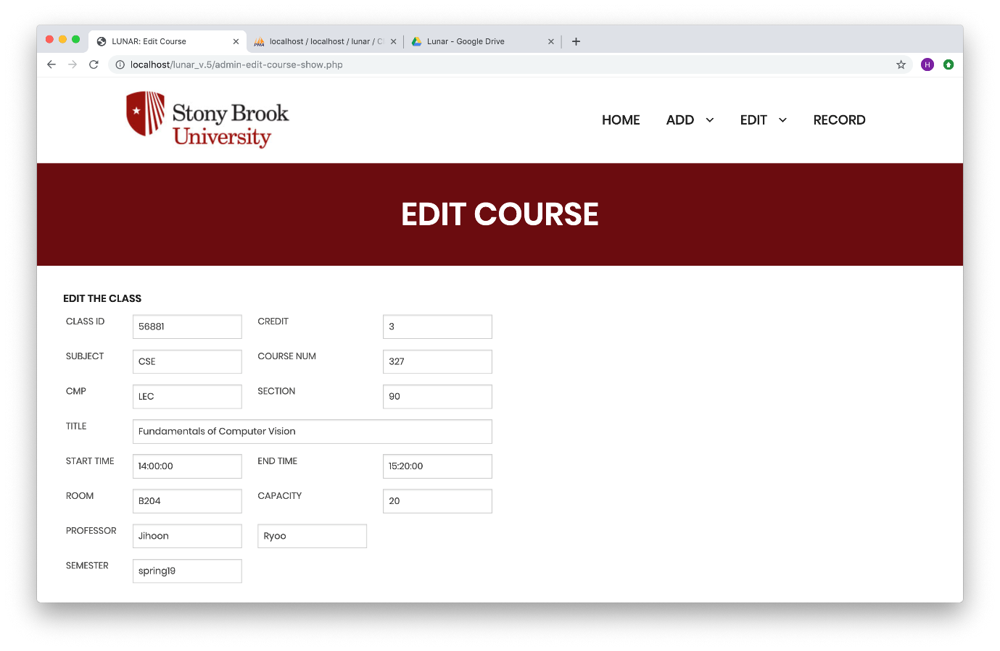 LUNAR: Edit Course
localhost / localhost / lunar / C
Lunar - Google Drive
localhost/lunar_v.5/admin-edit-course-show.php
H
Stony Brook
University
HOME ADD EDIT RECORD
EDIT COURSE
EDIT THE CLASS
CLASS ID 56881 CREDIT 3
SUBJECT CSE COURSE NUM 327
CMP LEC SECTION 90
TITLE Fundamentals of Computer Vision
START TIME 14:00:00 END TIME 15:20:00
ROOM B204 CAPACITY 20
PROFESSOR Jihoon Ryoo
SEMESTER spring19